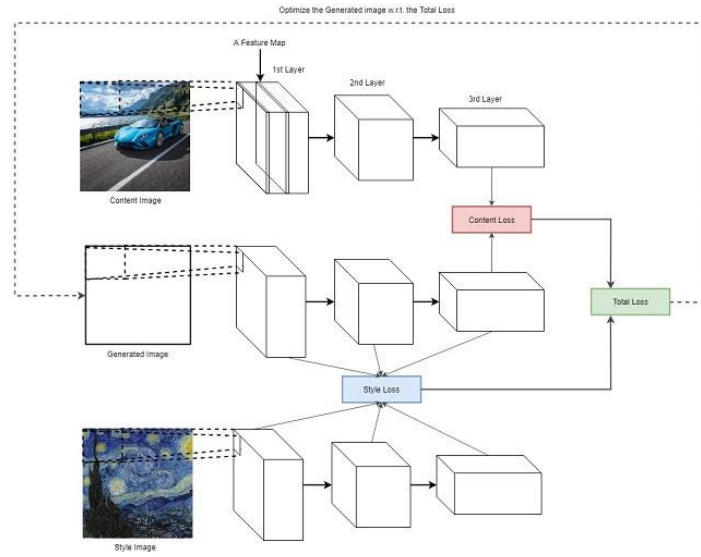 Optimize the Generated image w.r.t. the Total Loss
A Feature Map
1st Layer
2nd Layer
3rd Layer
Content Image
Content Loss
Total Loss
Generated Image
Style Loss
Style Image